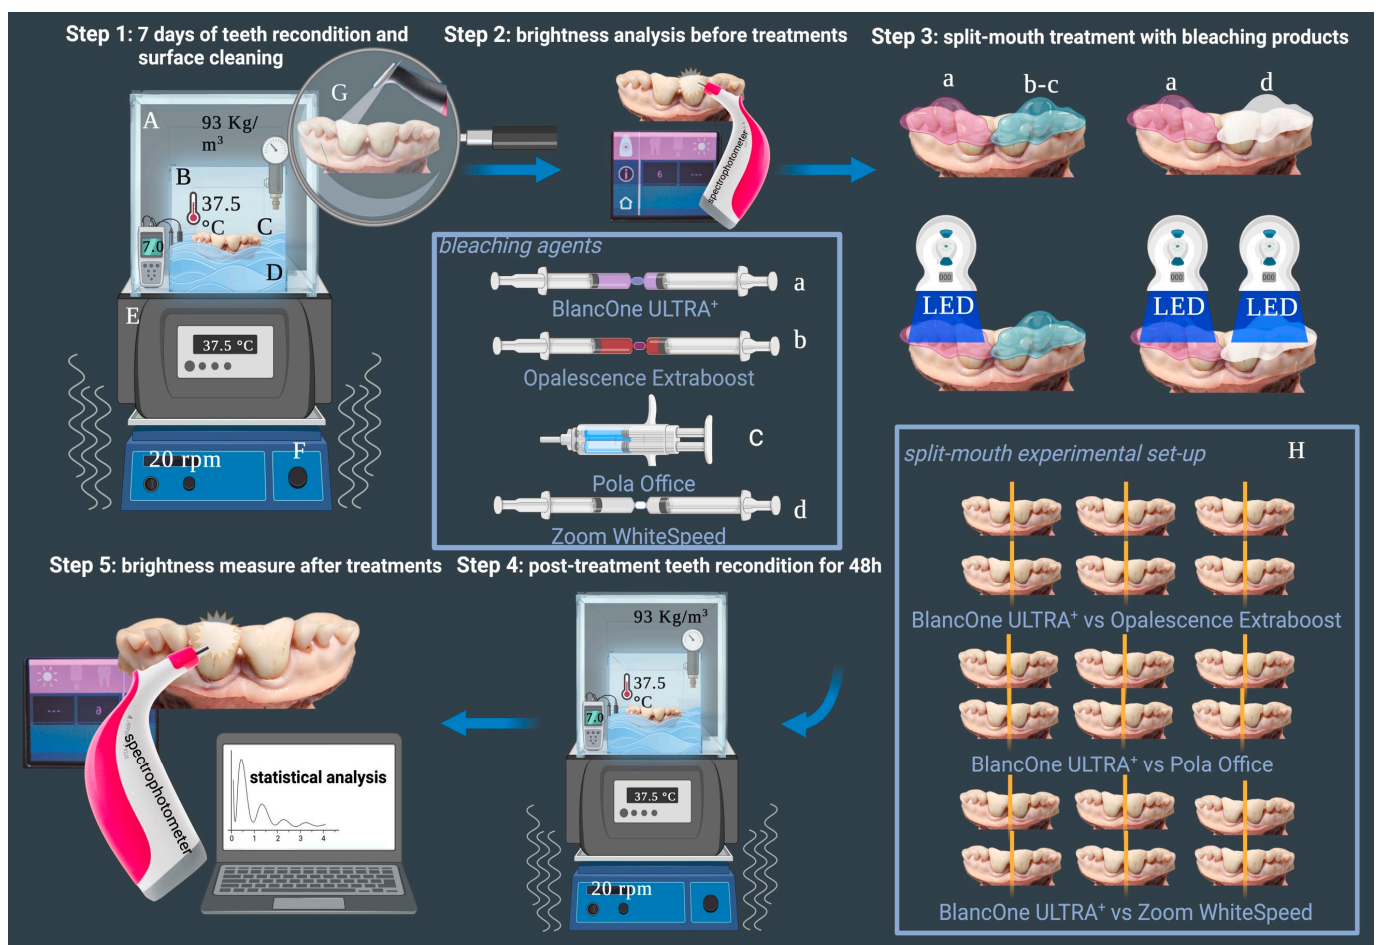 Step 1: 7 days of teeth recondition and
surface cleaning
A
93 Kg/
m³
G
B
37.5
°C
C
7.0
D
E
37.5 °C
20 rpm
F
Step 2: brightness analysis before treatments
6
---
spectrophotometer
bleaching agents
a
BlancOne ULTRA⁺
b
Opalescence Extraboost
C
Pola Office
d
Zoom WhiteSpeed
Step 3: split-mouth treatment with bleaching products
a
b-c
a
d
000
000
000
LED
LED
LED
split-mouth experimental set-up
H
BlancOne ULTRA⁺ vs Opalescence Extraboost
BlancOne ULTRA⁺ vs Pola Office
BlancOne ULTRA⁺ vs Zoom WhiteSpeed
Step 4: post-treatment teeth recondition for 48h
93 Kg/m³
37.5
°C
7.0
37.5 °C
20 rpm
Step 5: brightness measure after treatments
---
spectrophotometer
statistical analysis
0 1 2 3 4